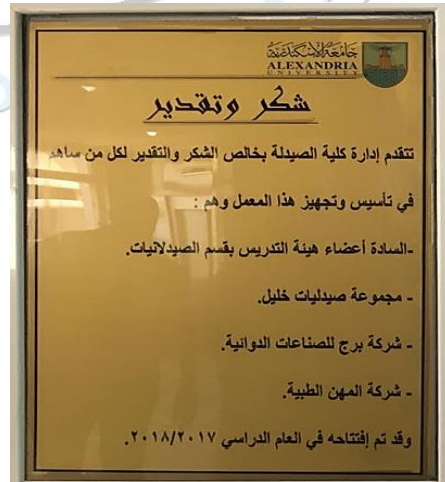 جامعة الإسكندرية
ALEXANDRIA
UNIVERSITY
شكر وتقدير
تتقدم إدارة كلية الصيدلة بخالص الشكر والتقدير لكل من ساهم
في تأسيس وتجهيز هذا المعمل وهم :
-السادة أعضاء هيئة التدريس بقسم الصيدلانيات.
- مجموعة صيدليات خليل.
- شركة برج للصناعات الدوائية.
- شركة المهن الطبية.
وقد تم إفتتاحه في العام الدراسي ٢٠١٨/٢٠١٧.